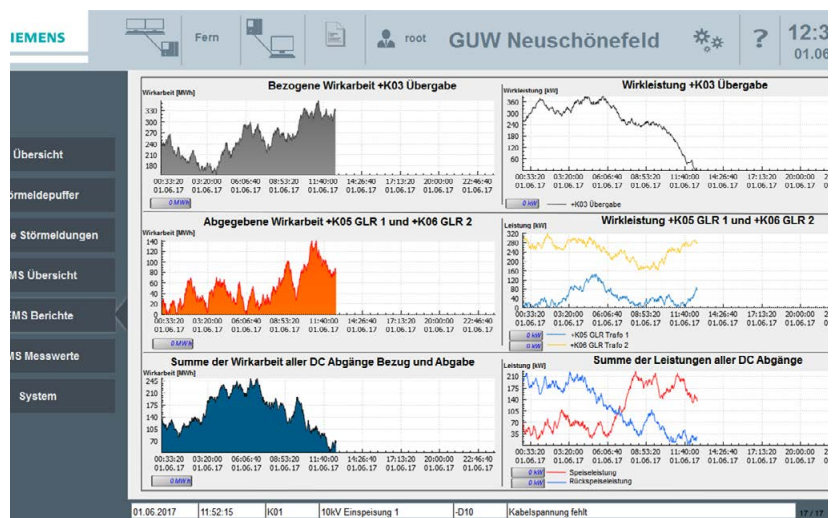 IEMENS
Fern
root
GUW Neuschönefeld
?
12:3
01.06
Übersicht
örmeldepuffer
e Störmeldungen
MS Übersicht
EMS Berichte
MS Messwerte
System
Bezogene Wirkarbeit +K03 Übergabe
Wirkarbeit [MWh]
330
300
270
240
210
180
00:33:20 03:20:00 06:06:40 08:53:20 11:40:00 14:26:40 17:13:20 20:00:00 22:46:40
01.06.17 01.06.17 01.06.17 01.06.17 01.06.17 01.06.17 01.06.17 01.06.17 01.06.17
0 MWh
Wirkleistung +K03 Übergabe
Wirkleistung [kW]
360
300
240
180
120
60
00:33:20 03:20:00 06:06:40 08:53:20 11:40:00 14:26:40 17:13:20 20:00:00 2
01.06.17 01.06.17 01.06.17 01.06.17 01.06.17 01.06.17 01.06.17 01.06.17 0
0 kW +K03 Übergabe
Abgegebene Wirkarbeit +K05 GLR 1 und +K06 GLR 2
Wirkarbeit [MWh]
140
120
100
80
60
40
20
0
00:33:20 03:20:00 06:06:40 08:53:20 11:40:00 14:26:40 17:13:20 20:00:00 22:46:40
01.06.17 01.06.17 01.06.17 01.06.17 01.06.17 01.06.17 01.06.17 01.06.17 01.06.17
0 MWh
Wirkleistung +K05 GLR 1 und +K06 GLR 2
Leistung [kW]
320
280
240
200
160
120
80
40
0
00:33:20 03:20:00 06:06:40 08:53:20 11:40:00 14:26:40 17:13:20 20:00:00 2
01.06.17 01.06.17 01.06.17 01.06.17 01.06.17 01.06.17 01.06.17 01.06.17 0
0 kW +K05 GLR Trafo 1
0 kW +K06 GLR Trafo 2
Summe der Wirkarbeit aller DC Abgänge Bezug und Abgabe
Wirkarbeit [MWh]
245
210
175
140
105
70
00:33:20 03:20:00 06:06:40 08:53:20 11:40:00 14:26:40 17:13:20 20:00:00 22:46:40
01.06.17 01.06.17 01.06.17 01.06.17 01.06.17 01.06.17 01.06.17 01.06.17 01.06.17
0 MWh
Summe der Leistungen aller DC Abgänge
Leistung [kW]
210
175
140
105
70
35
00:33:20 03:20:00 06:06:40 08:53:20 11:40:00 14:26:40 17:13:20 20:00:00 2
01.06.17 01.06.17 01.06.17 01.06.17 01.06.17 01.06.17 01.06.17 01.06.17 0
0 kW Speiseleistung
0 kW Rückspeiseleistung
01.06.2017 11:52:15 K01 10kV Einspeisung 1 -D10 Kabelspannung fehlt 17 / 17